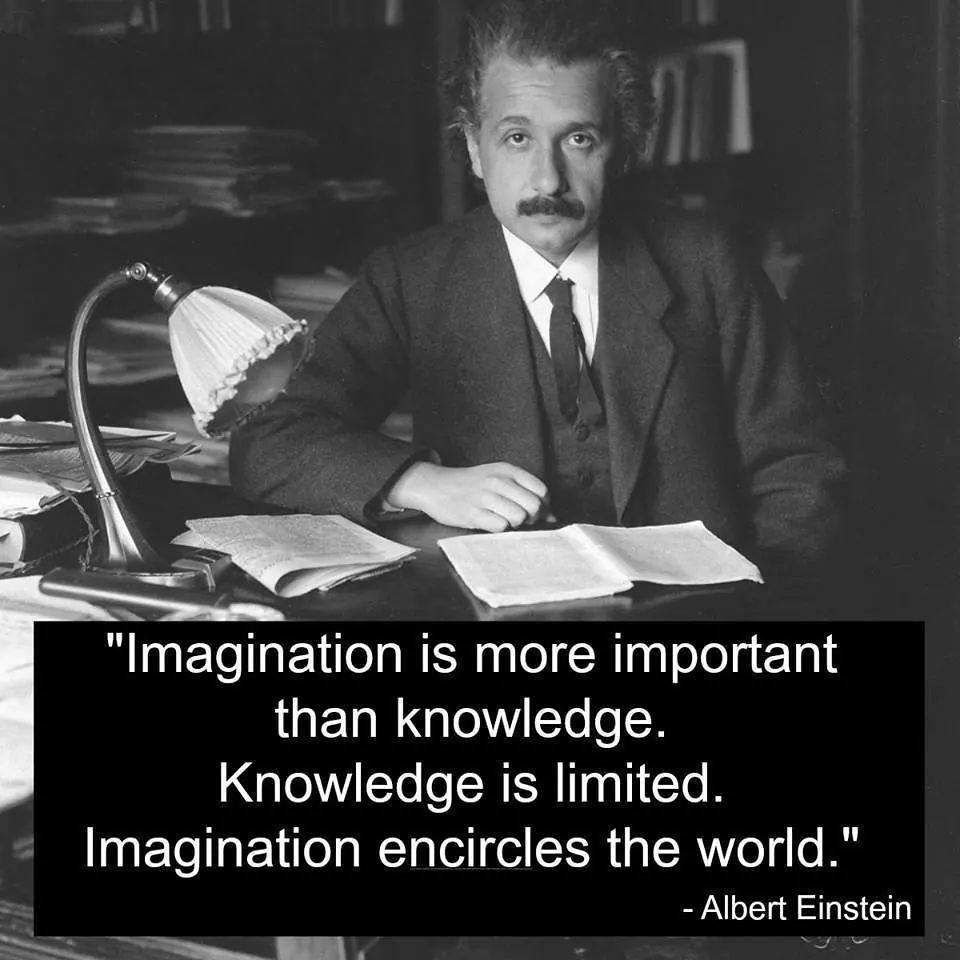 "Imagination is more important
than knowledge.
Knowledge is limited.
Imagination encircles the world."
- Albert Einstein